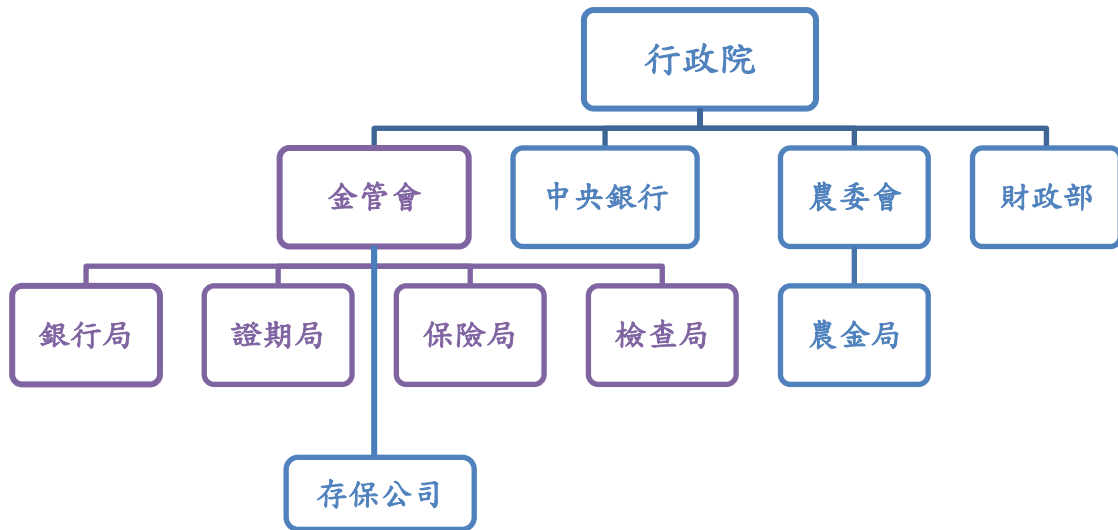 行政院
金管會
中央銀行
農委會
財政部
銀行局
證期局
保險局
檢查局
農金局
存保公司